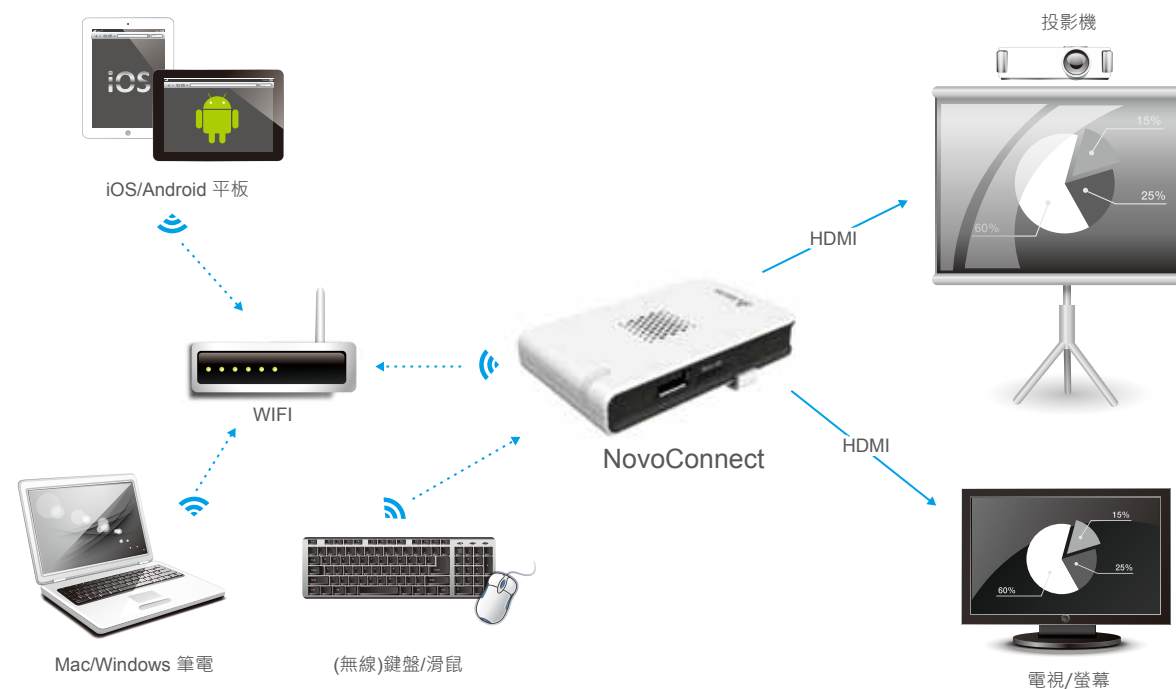 投影機
iOS
15%
25%
60%
iOS/Android 平板
HDMI
WIFI
NovoConnect
HDMI
15%
25%
60%
Mac/Windows 筆電
(無線)鍵盤/滑鼠
電視/螢幕